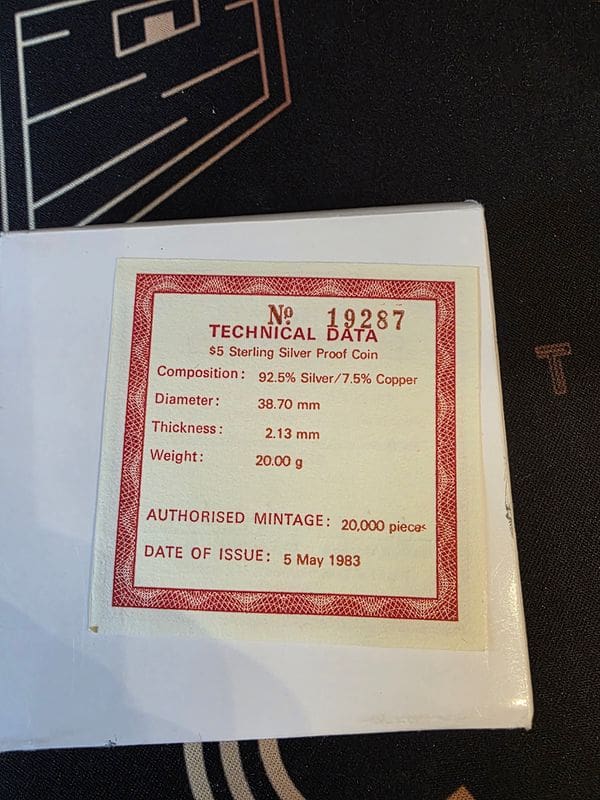 Nº 19287
TECHNICAL DATA
$5 Sterling Silver Proof Coin
Composition: 92.5% Silver/7.5% Copper
Diameter: 38.70 mm
Thickness: 2.13 mm
Weight: 20.00 g
AUTHORISED MINTAGE: 20,000 pieces
DATE OF ISSUE: 5 May 1983
T